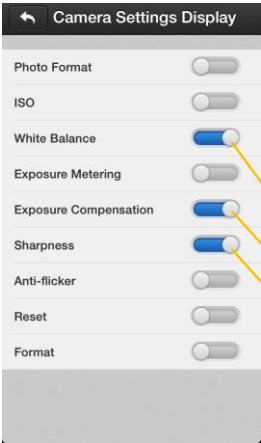 Camera Settings Display
Photo Format
ISO
White Balance
Exposure Metering
Exposure Compensation
Sharpness
Anti-flicker
Reset
Format